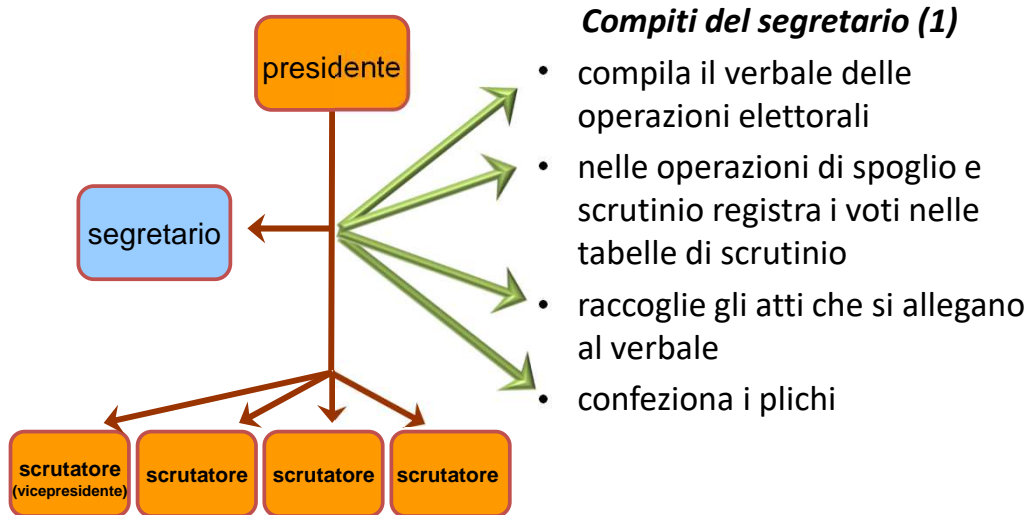 Compiti del segretario (1)
presidente
segretario
• compila il verbale delle
operazioni elettorali
• nelle operazioni di spoglio e
scrutinio registra i voti nelle
tabelle di scrutinio
• raccoglie gli atti che si allegano
al verbale
• confeziona i plichi
scrutatore
(vicepresidente)
scrutatore
scrutatore
scrutatore